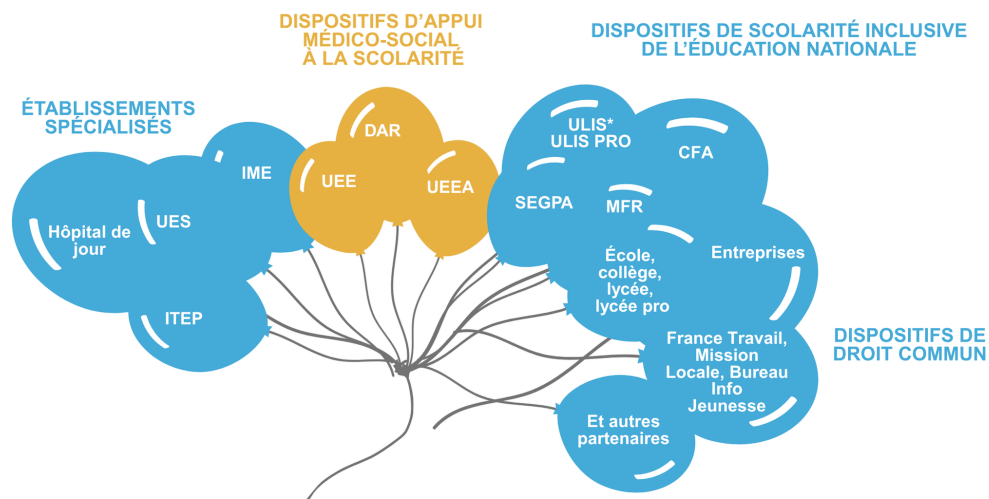 DISPOSITIFS D'APPUI
MÉDICO-SOCIAL
À LA SCOLARITÉ
DISPOSITIFS DE SCOLARITÉ INCLUSIVE
DE L'ÉDUCATION NATIONALE
ÉTABLISSEMENTS
SPÉCIALISÉS
Hôpital de
jour
UES
IME
ITEP
UEE
DAR
UEEA
ULIS*
ULIS PRO
CFA
SEGPA
MFR
École,
collège,
lycée,
lycée pro
Entreprises
DISPOSITIFS DE
DROIT COMMUN
France Travail,
Mission
Locale, Bureau
Info
Jeunesse
Et autres
partenaires